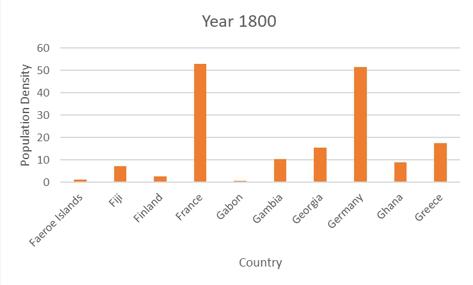 Year 1800
60
50
40
30
20
10
0
Population Density
Faeroe Islands
Fiji
Finland
France
Gabon
Gambia
Georgia
Germany
Ghana
Greece
Country